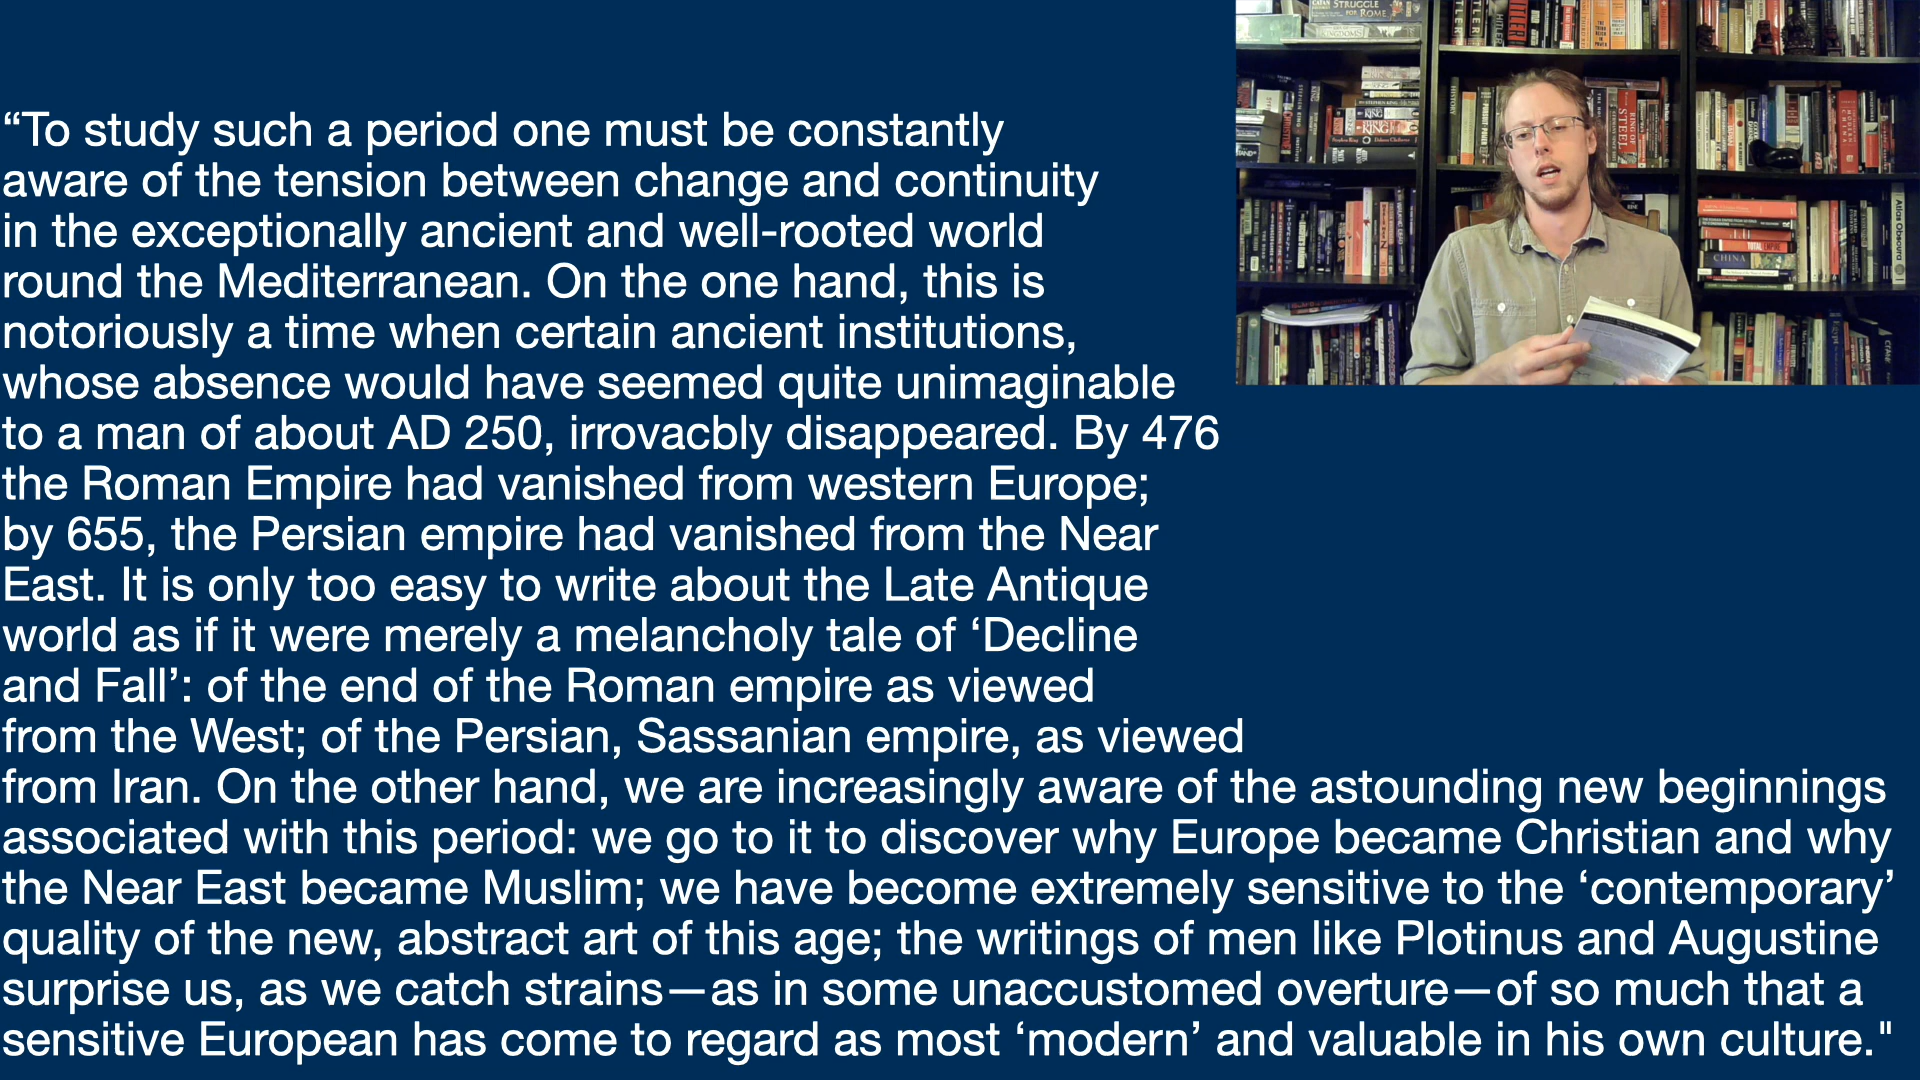 “To study such a period one must be constantly
aware of the tension between change and continuity
in the exceptionally ancient and well-rooted world
round the Mediterranean. On the one hand, this is
notoriously a time when certain ancient institutions,
whose absence would have seemed quite unimaginable
to a man of about AD 250, irrovacbly disappeared. By 476
the Roman Empire had vanished from western Europe;
by 655, the Persian empire had vanished from the Near
East. It is only too easy to write about the Late Antique
world as if it were merely a melancholy tale of ‘Decline
and Fall’: of the end of the Roman empire as viewed
from the West; of the Persian, Sassanian empire, as viewed
from Iran. On the other hand, we are increasingly aware of the astounding new beginnings
associated with this period: we go to it to discover why Europe became Christian and why
the Near East became Muslim; we have become extremely sensitive to the ‘contemporary’
quality of the new, abstract art of this age; the writings of men like Plotinus and Augustine
surprise us, as we catch strains—as in some unaccustomed overture—of so much that a
sensitive European has come to regard as most ‘modern’ and valuable in his own culture."
STRUGGLE
FOR ROME
HITLER
KING
STEEL
TOTAL
CHINA
Atlas Obscura